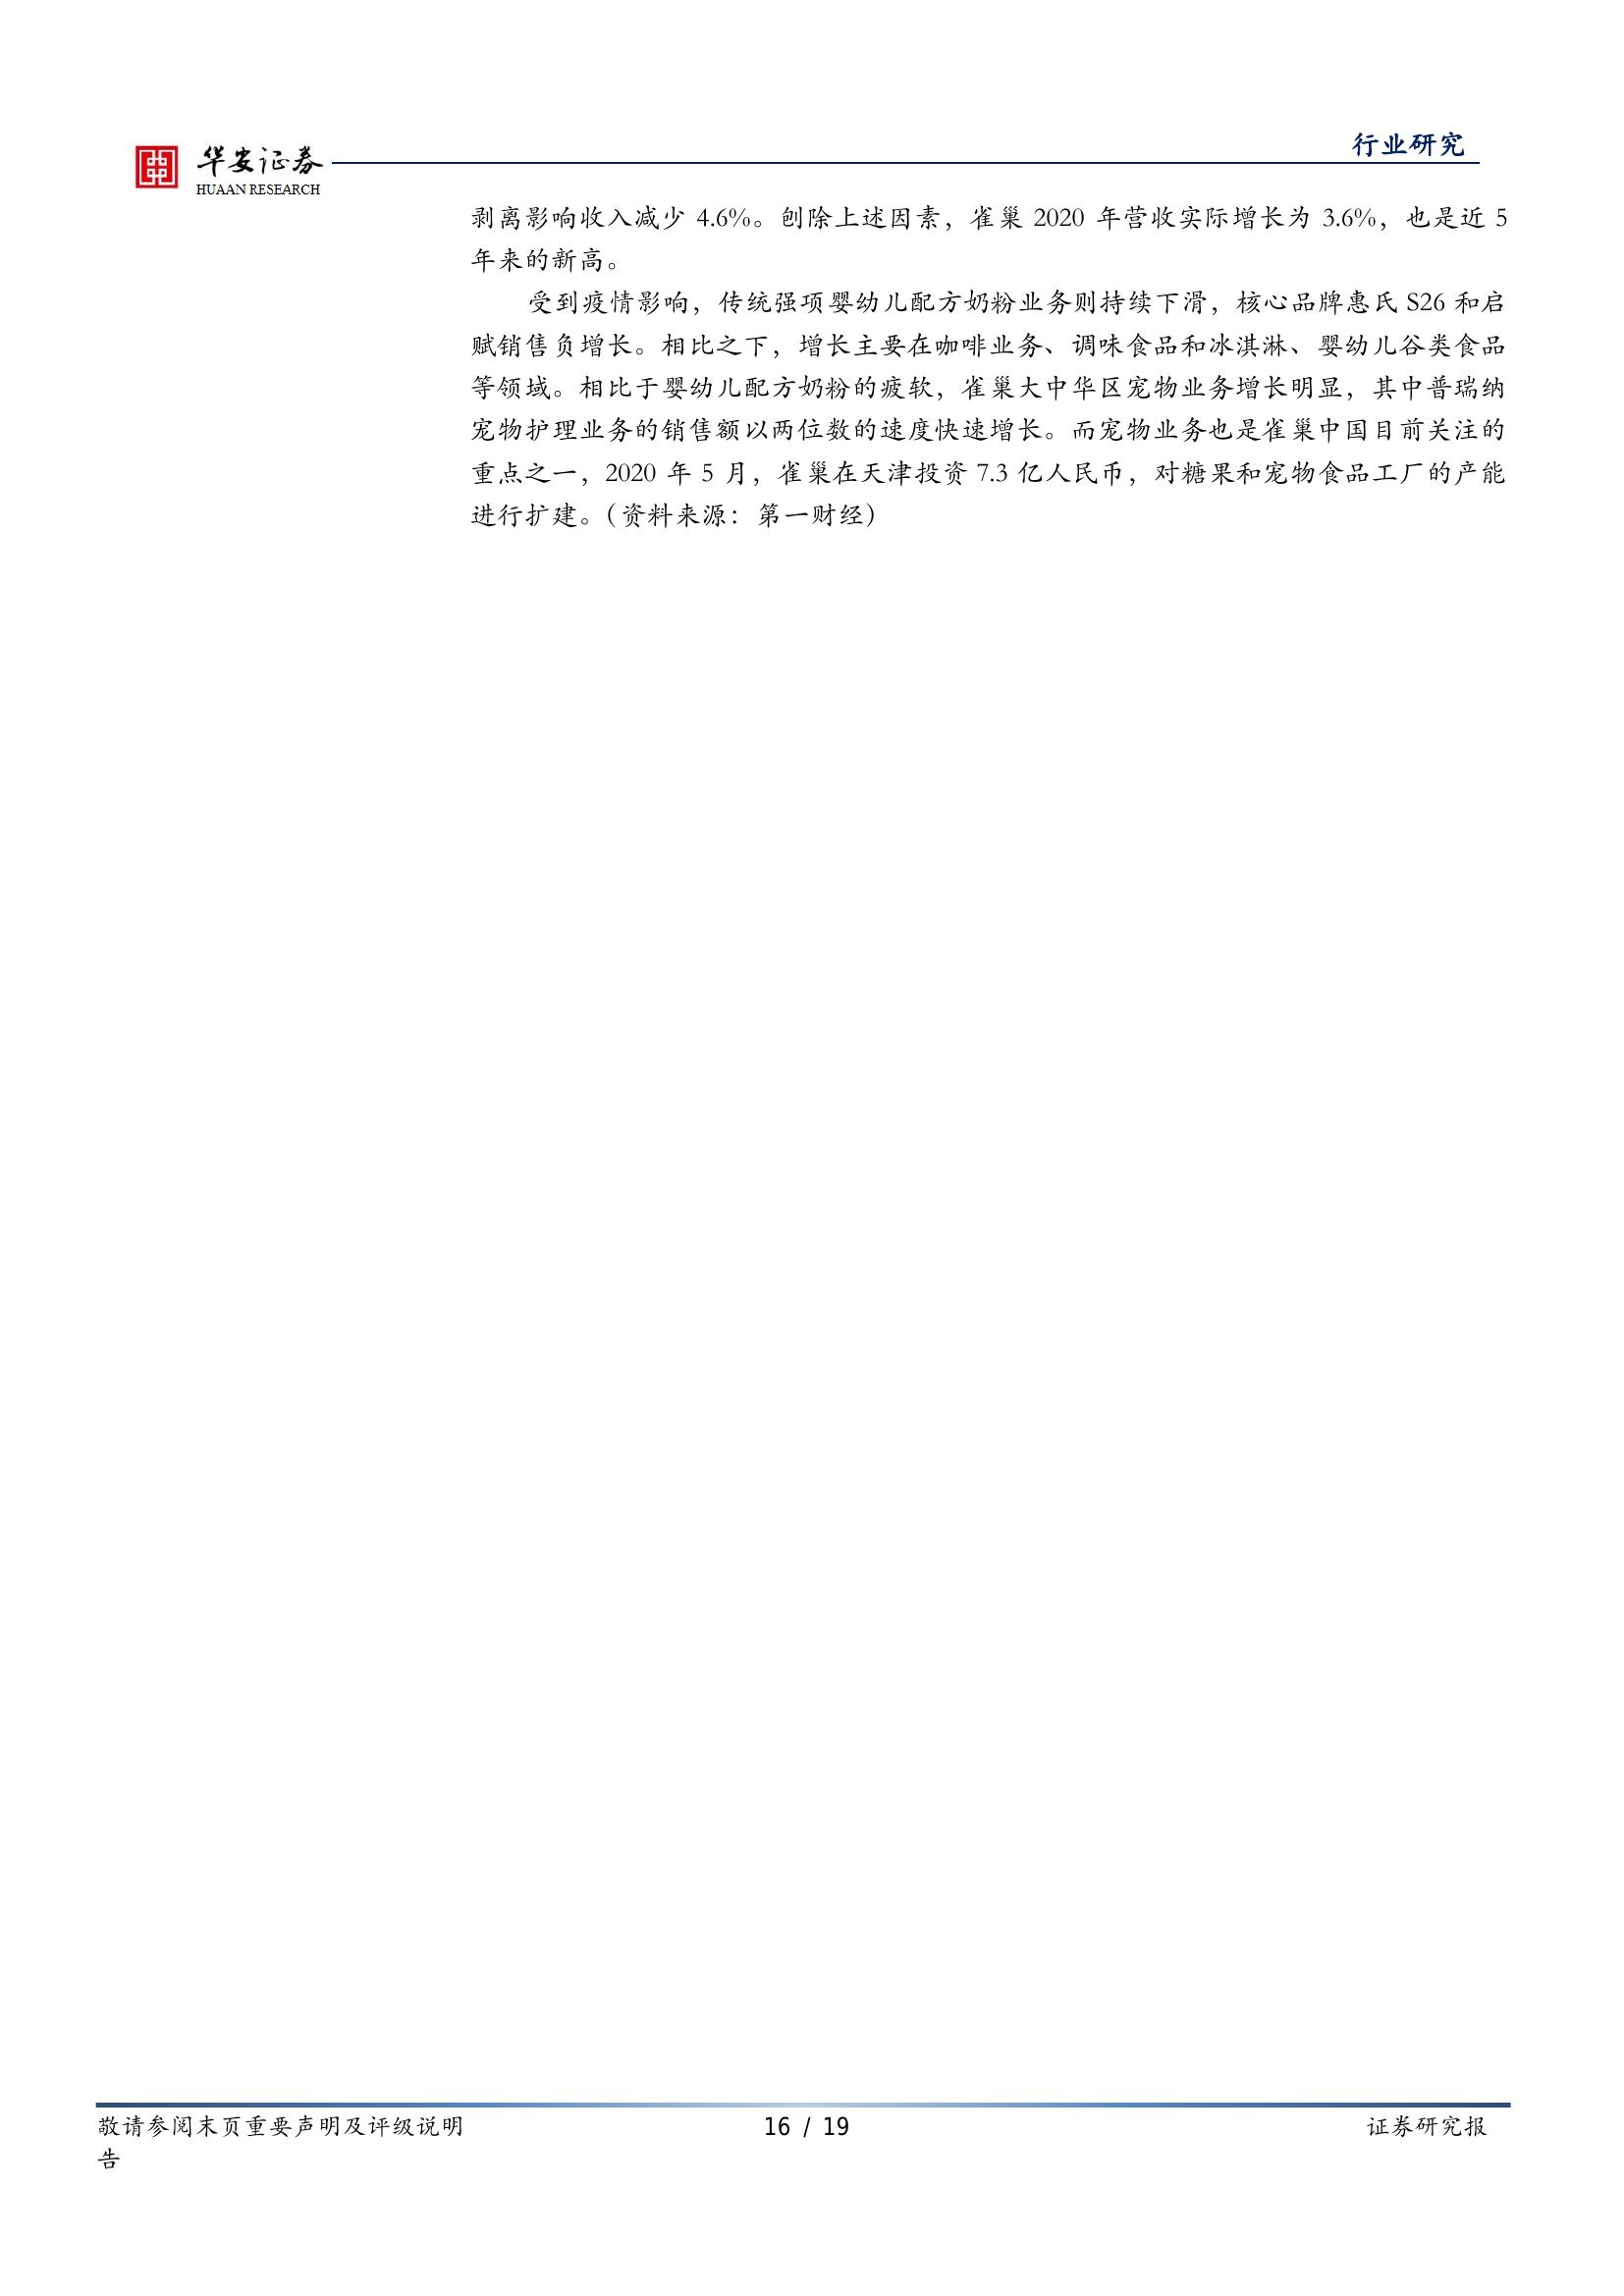 华安证券
HUAAN RESEARCH
行业研究
剥离影响收入减少 4.6%。刨除上述因素，雀巢 2020 年营收实际增长为 3.6%，也是近 5
年来的新高。
受到疫情影响，传统强项婴幼儿配方奶粉业务则持续下滑，核心品牌惠氏 S26 和启
赋销售负增长。相比之下，增长主要在咖啡业务、调味食品和冰淇淋、婴幼儿谷类食品
等领域。相比于婴幼儿配方奶粉的疲软，雀巢大中华区宠物业务增长明显，其中普瑞纳
宠物护理业务的销售额以两位数的速度快速增长。而宠物业务也是雀巢中国目前关注的
重点之一，2020 年 5 月，雀巢在天津投资 7.3 亿人民币，对糖果和宠物食品工厂的产能
进行扩建。（资料来源：第一财经）
敬请参阅末页重要声明及评级说明 16 / 19 证券研究报
告